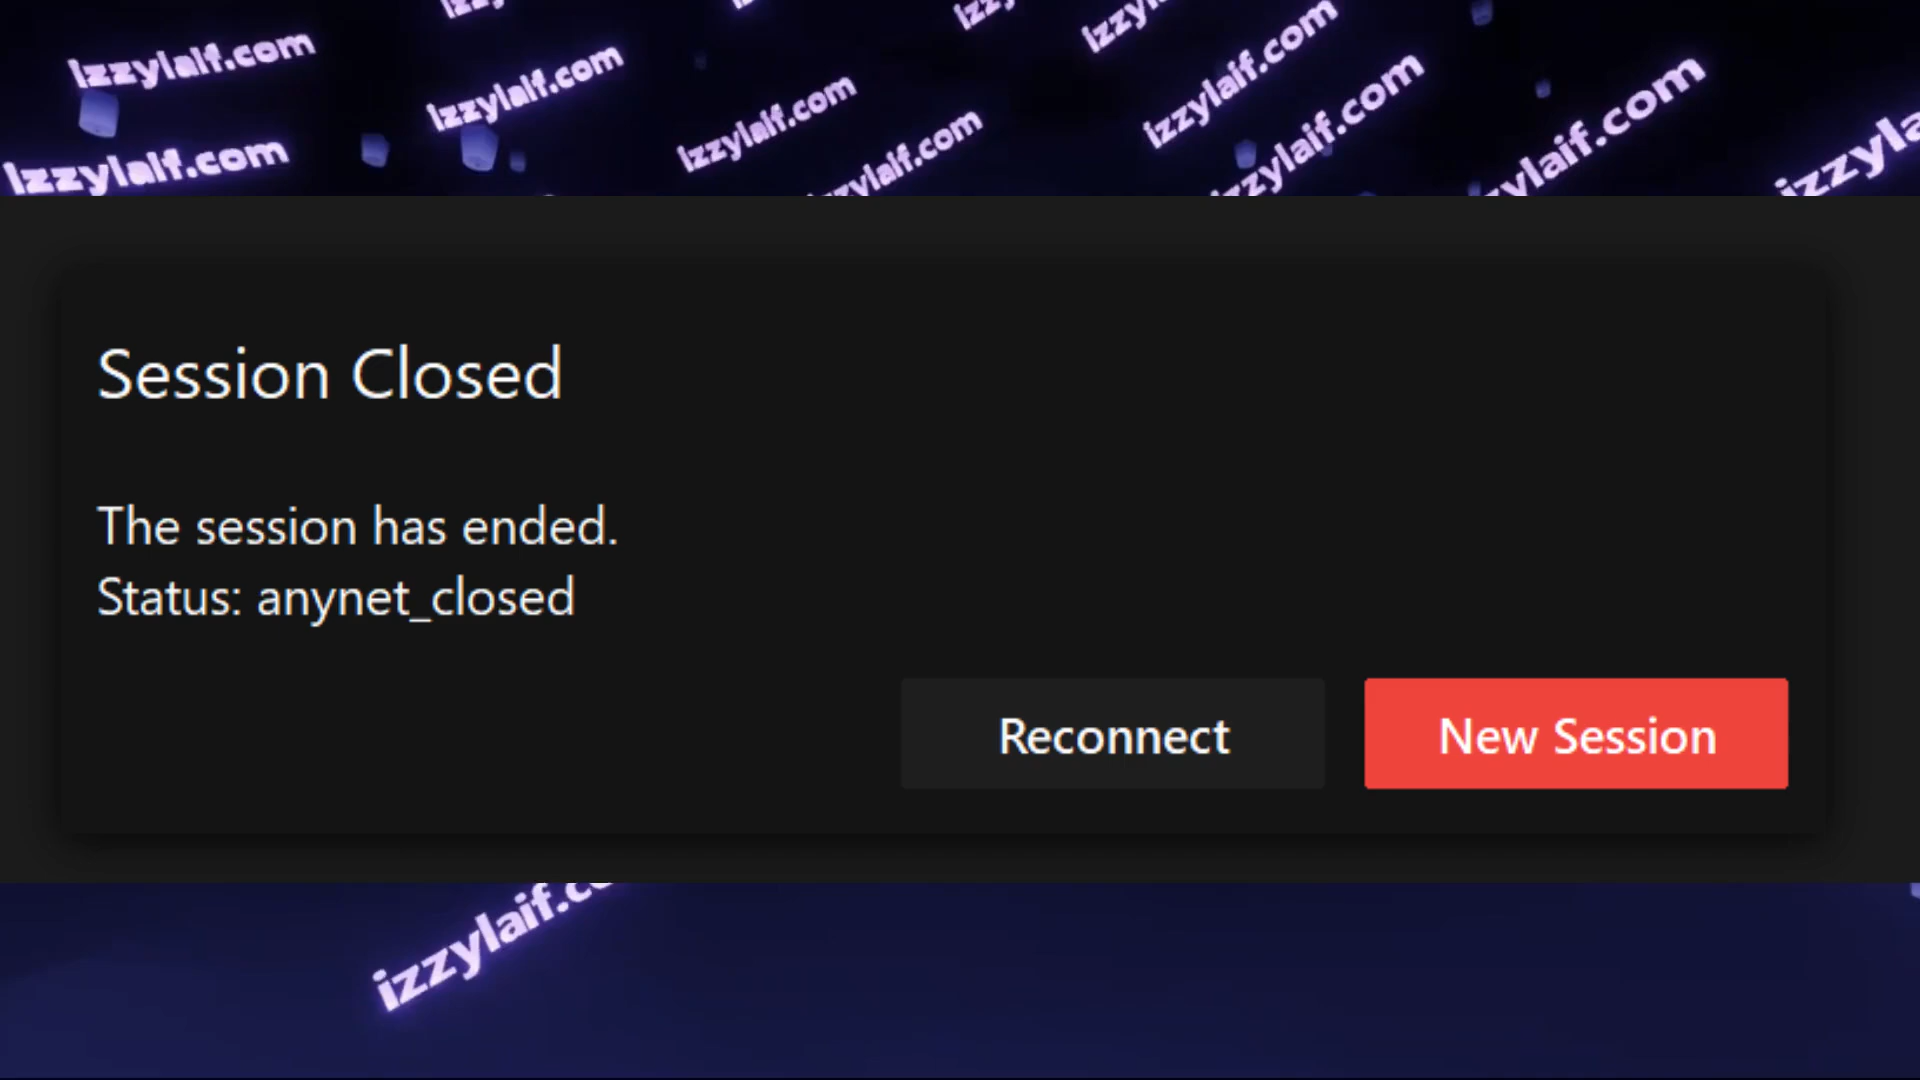 izzylaif.com
izzylaif.com
izzylaif.com
izzylaif.com
izzylaif.com
izzylaif.com
izzylaif.com
Session Closed
The session has ended.
Status: anynet_closed
Reconnect
New Session